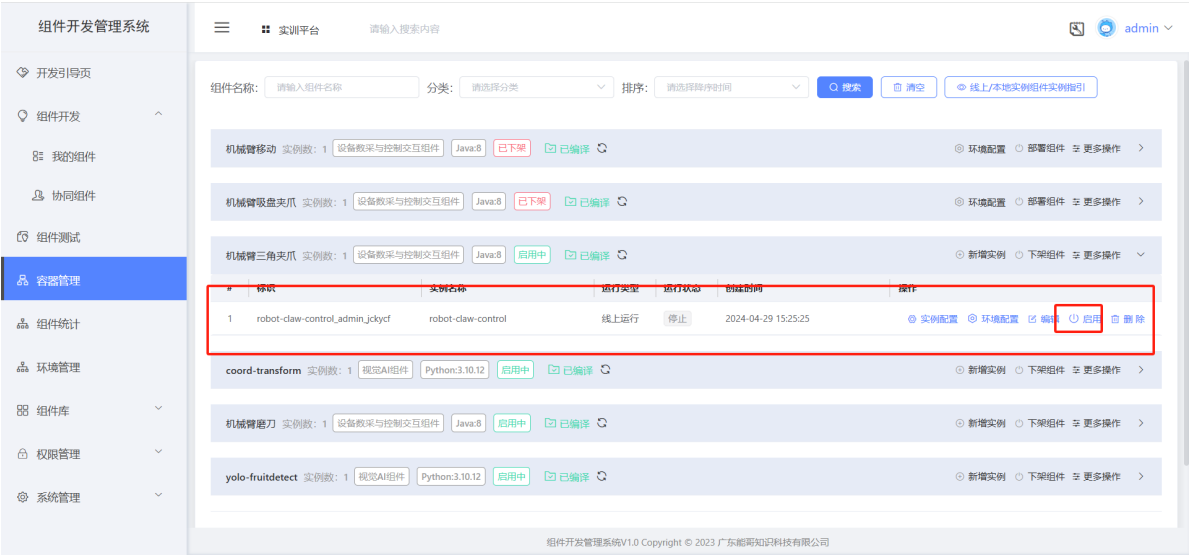 组件开发管理系统
实训平台 请输入搜索内容 admin
开发引导页
组件开发
我的组件
协同组件
组件测试
容器管理
组件统计
环境管理
组件库
权限管理
系统管理
组件名称: 请输入组件名称 分类: 请选择分类 排序: 请选择降序时间 搜索 清空 线上/本地实例组件实例指引
机械臂移动 实例数: 1 设备数采与控制交互组件 Java:8 已下架 已编译 环境配置 部署组件 更多操作
机械臂吸盘夹爪 实例数: 1 设备数采与控制交互组件 Java:8 已下架 已编译 环境配置 部署组件 更多操作
机械臂三角夹爪 实例数: 1 设备数采与控制交互组件 Java:8 启用中 已编译 新增实例 下架组件 更多操作
# 标识 实例名称 运行类型 运行状态 创建时间 操作
1 robot-claw-control_admin_jckycf robot-claw-control 线上运行 停止 2024-04-29 15:25:25 实例配置 环境配置 编辑 启用 删除
coord-transform 实例数: 1 视觉AI组件 Python:3.10.12 启用中 已编译 新增实例 下架组件 更多操作
机械臂磨刀 实例数: 1 设备数采与控制交互组件 Java:8 启用中 已编译 新增实例 下架组件 更多操作
yolo-fruitdetect 实例数: 1 视觉AI组件 Python:3.10.12 启用中 已编译 新增实例 下架组件 更多操作
组件开发管理系统V1.0 Copyright © 2023 广东能哥知识科技有限公司